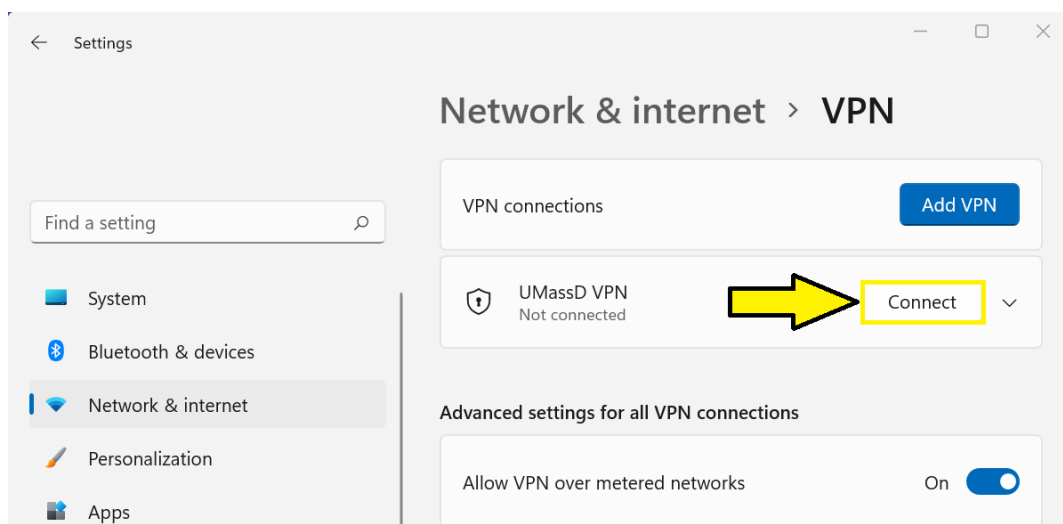 Settings
Network & internet > VPN
Find a setting
VPN connections
Add VPN
System
UMassD VPN
Not connected
Connect
Bluetooth & devices
Network & internet
Advanced settings for all VPN connections
Personalization
Allow VPN over metered networks
On
Apps